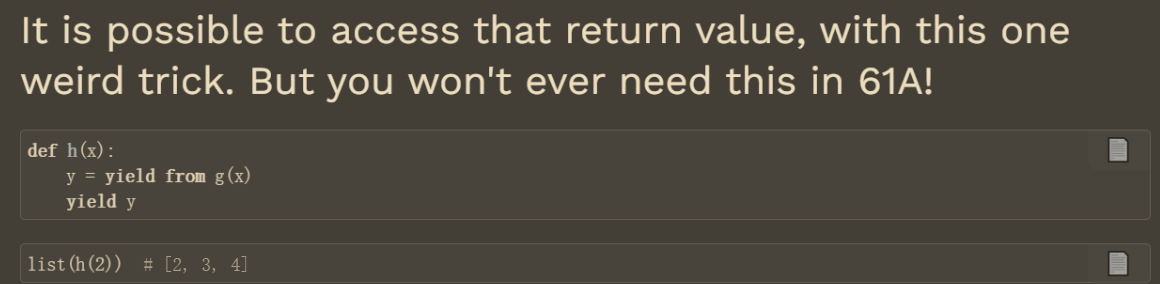 It is possible to access that return value, with this one
weird trick. But you won't ever need this in 61A!
def h(x):
    y = yield from g(x)
    yield y
list(h(2))  # [2, 3, 4]